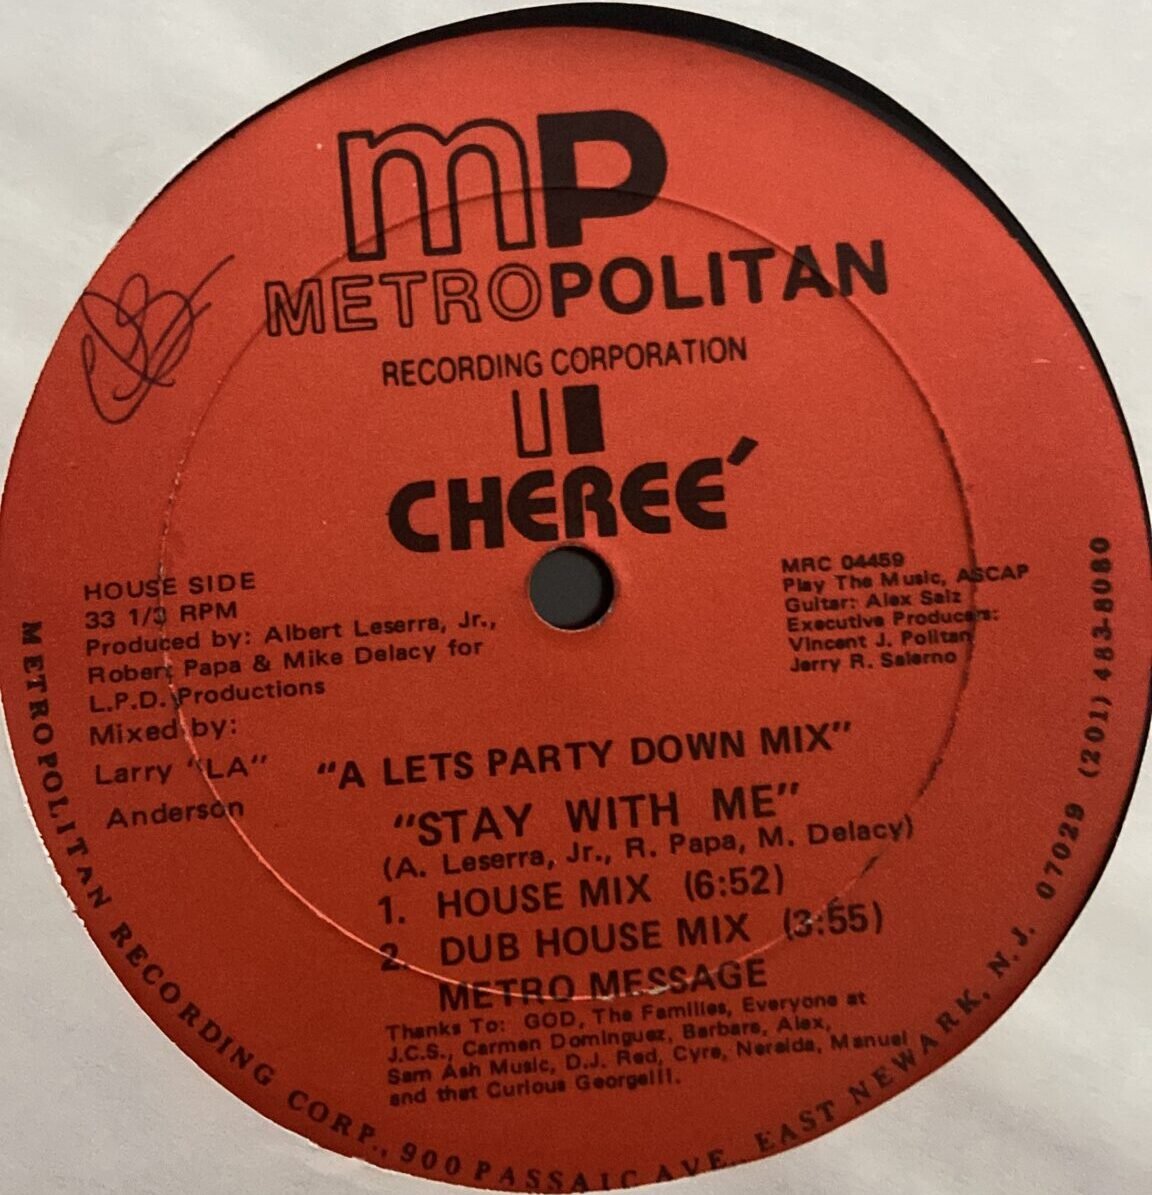 mP
METROPOLITAN
RECORDING CORPORATION
CHEREÉ
HOUSE SIDE
33 1/3 RPM
Produced by: Albert Leserra, Jr.,
Robert Papa & Mike Delacy for
L.P.D. Productions
Mixed by:
Larry "LA"
Anderson
MRC 04459
Play The Music, ASCAP
Guitar: Alex Salz
Executive Producers:
Vincent J. Politan
Jerry R. Salerno
"A LETS PARTY DOWN MIX"
"STAY WITH ME"
(A. Leserra, Jr., R. Papa, M. Delacy)
1. HOUSE MIX (6:52)
2. DUB HOUSE MIX (3:55)
METRO MESSAGE
Thanks To: GOD, The Families, Everyone at
J.C.S., Carmen Dominguez, Barbara, Alex,
Sam Ash Music, D.J. Red, Cyre, Neraida, Manuel
and that Curious George!!!.
METROPOLITAN RECORDING CORP., 900 PASSAIC AVE., EAST NEWARK, N.J. 07029 (201) 483-8080